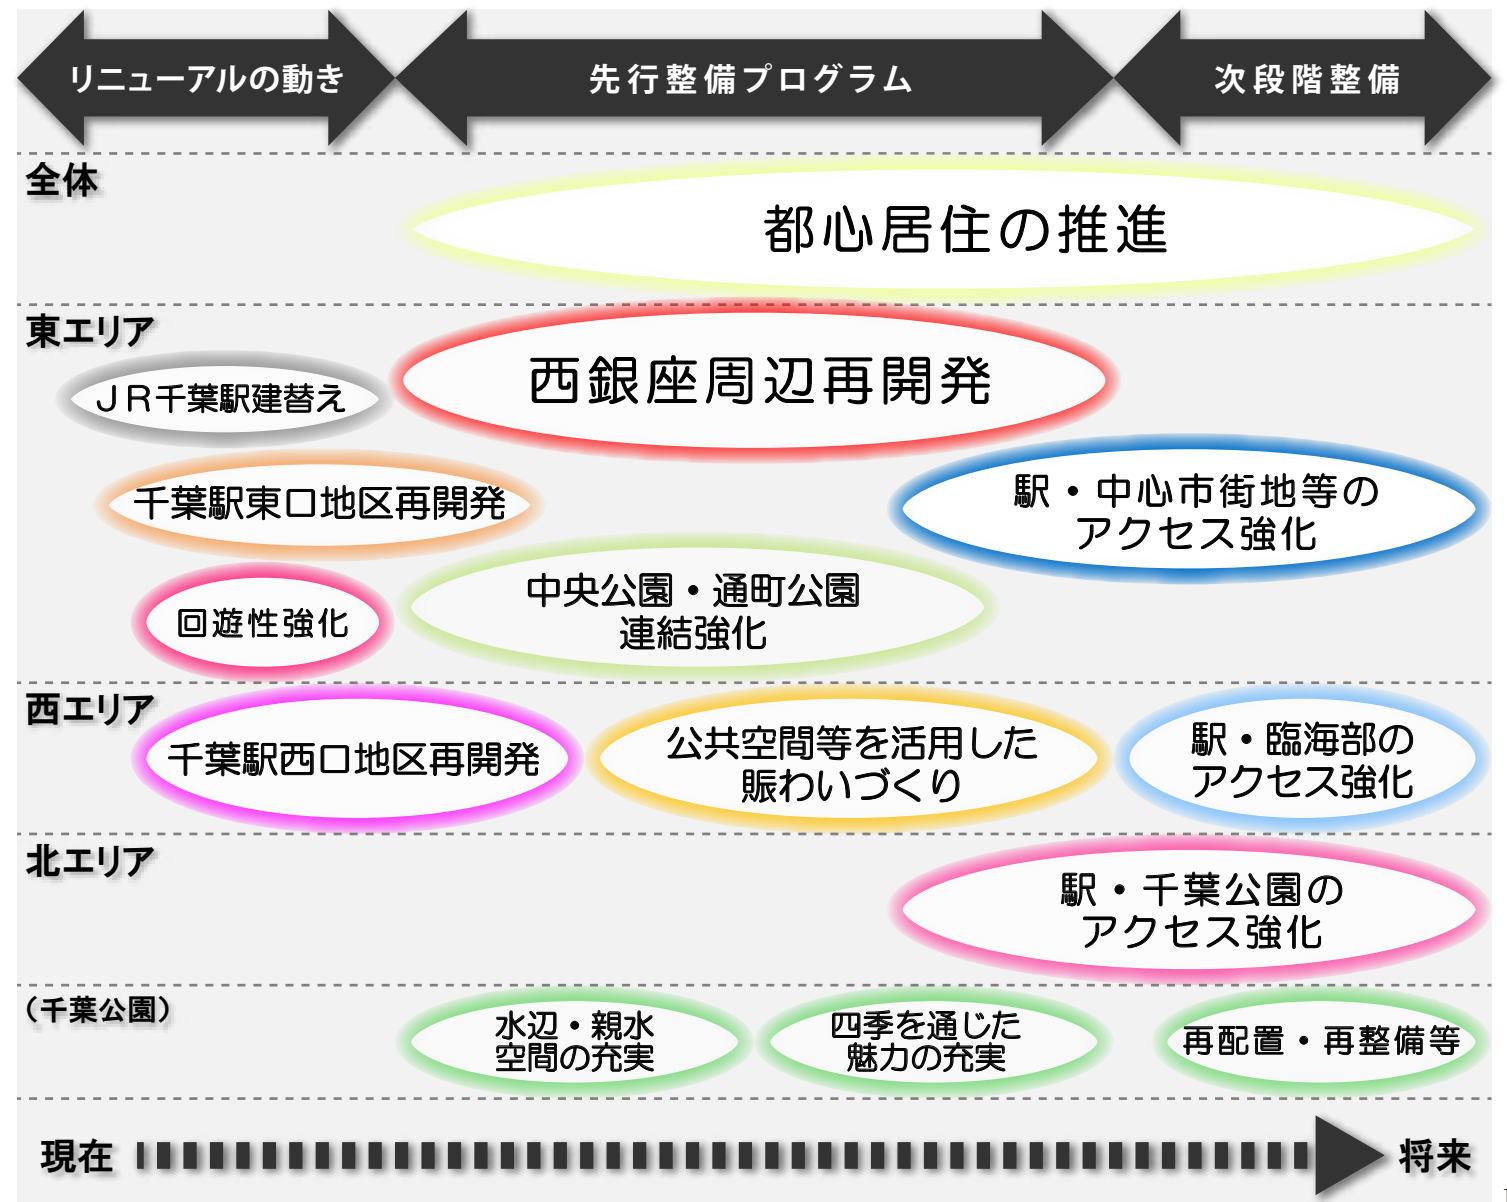 リニューアルの動き
先行整備プログラム
次段階整備
全体
都心居住の推進
東エリア
西銀座周辺再開発
ＪＲ千葉駅建替え
千葉駅東口地区再開発
駅・中心市街地等の
アクセス強化
中央公園・通町公園
連結強化
回遊性強化
西エリア
千葉駅西口地区再開発
公共空間等を活用した
賑わいづくり
駅・臨海部の
アクセス強化
北エリア
駅・千葉公園の
アクセス強化
（千葉公園）
水辺・親水
空間の充実
四季を通じた
魅力の充実
再配置・再整備等
現在
将来